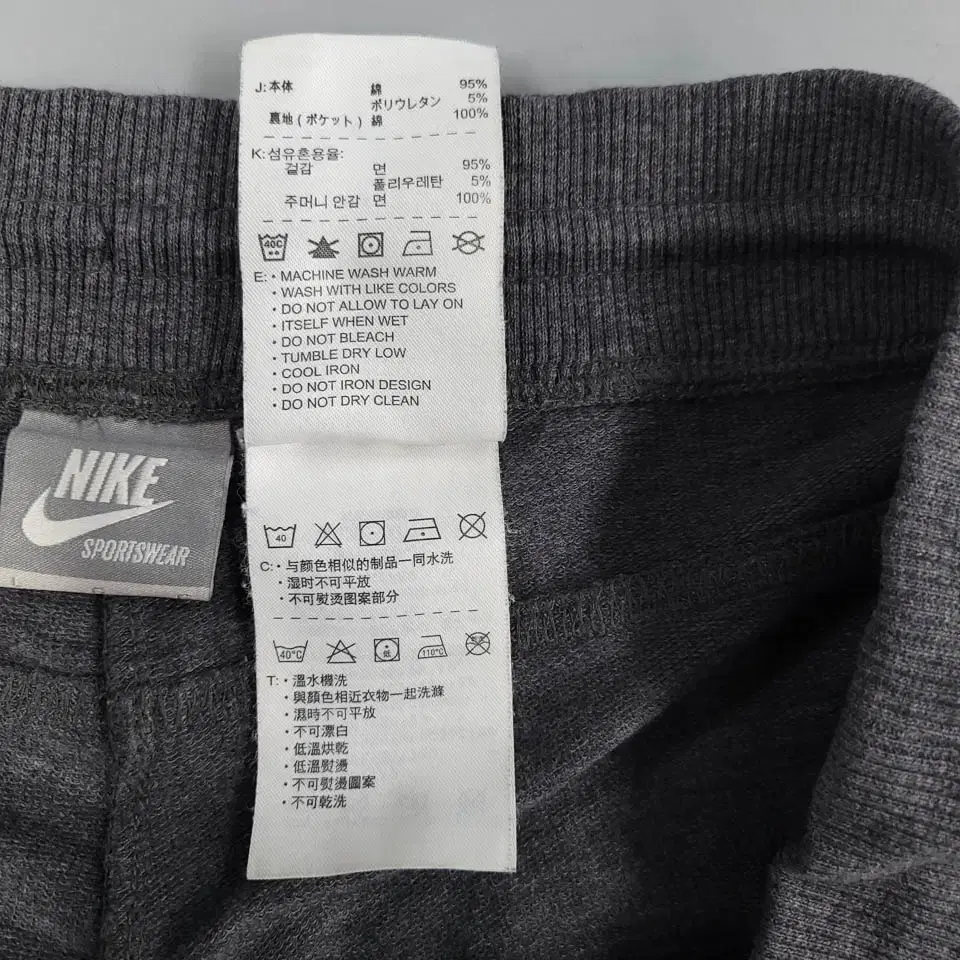 J:本体 綿 95%
ポリウレタン 5%
裏地(ポケット) 綿 100%
K:섬유혼용율:
겉감 면 95%
폴리우레탄 5%
주머니 안감 면 100%
40C
E:・MACHINE WASH WARM
・WASH WITH LIKE COLORS
・DO NOT ALLOW TO LAY ON
・ITSELF WHEN WET
・DO NOT BLEACH
・TUMBLE DRY LOW
・COOL IRON
・DO NOT IRON DESIGN
・DO NOT DRY CLEAN
NIKE
SPORTSWEAR
40
C:・与颜色相似的制品一同水洗
・湿时不可平放
・不可熨烫图案部分
40°C 低 110°C
T:・溫水機洗
・與顏色相近衣物一起洗滌
・濕時不可平放
・不可漂白
・低溫烘乾
・低溫熨燙
・不可熨燙圖案
・不可乾洗